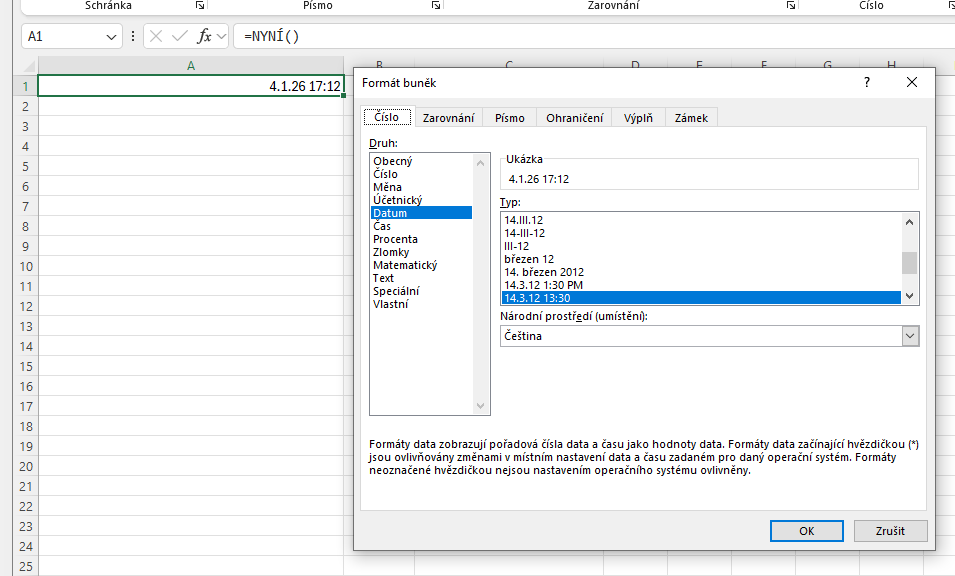 Schránka Písmo Zarovnání Číslo
A1 fx =NYNÍ()
A B C D E F G H
1 4.1.26 17:12
2
3
4
5
6
7
8
9
10
11
12
13
14
15
16
17
18
19
20
21
22
23
24
25
Formát buněk ?
Číslo Zarovnání Písmo Ohraničení Výplň Zámek
Druh:
Obecný
Číslo
Měna
Účetnický
Datum
Čas
Procenta
Zlomky
Matematický
Text
Speciální
Vlastní
Ukázka
4.1.26 17:12
Typ:
14.III.12
14-III-12
III-12
březen 12
14. březen 2012
14.3.12 1:30 PM
14.3.12 13:30
Národní prostředí (umístění):
Čeština
Formáty data zobrazují pořadová čísla data a času jako hodnoty data. Formáty data začínající hvězdičkou (*)
jsou ovlivňovány změnami v místním nastavení data a času zadaném pro daný operační systém. Formáty
neoznačené hvězdičkou nejsou nastavením operačního systému ovlivněny.
OK Zrušit